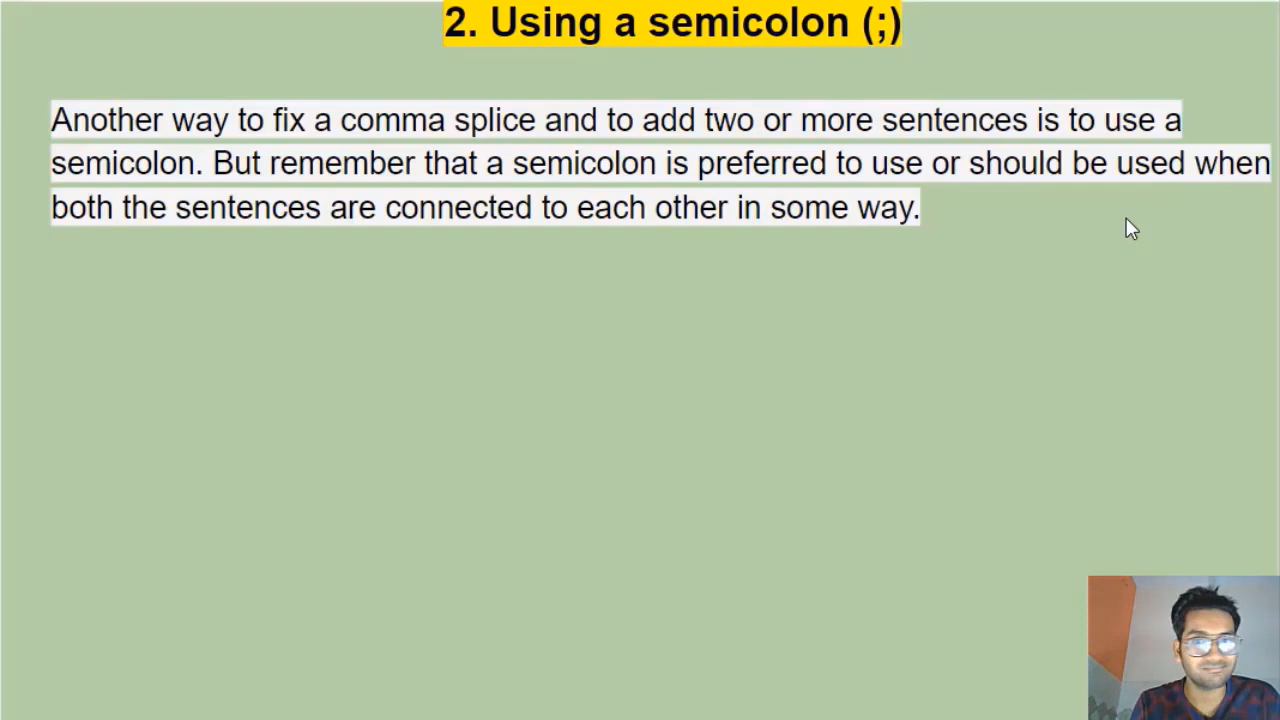 2. Using a semicolon (;)
Another way to fix a comma splice and to add two or more sentences is to use a
semicolon. But remember that a semicolon is preferred to use or should be used when
both the sentences are connected to each other in some way.